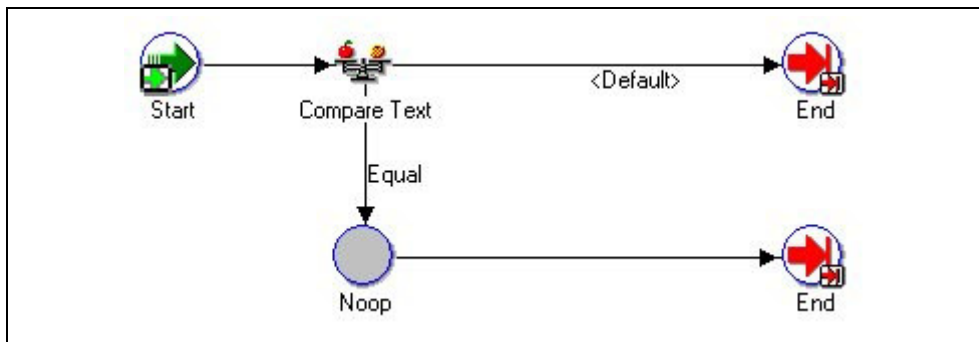 <Default>
Start
Compare Text
End
Equal
Noop
End